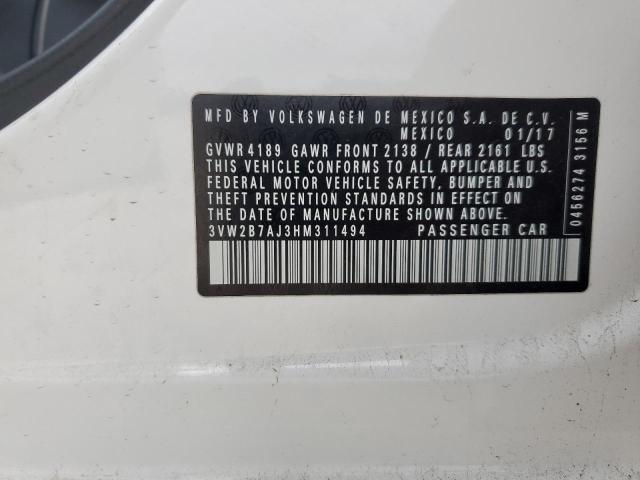 MFD BY VOLKSWAGEN DE MEXICO S.A. DE C.V.
MEXICO 01/17
GVWR 4189 GAWR FRONT 2138 / REAR 2161 LBS
THIS VEHICLE CONFORMS TO ALL APPLICABLE U.S.
FEDERAL MOTOR VEHICLE SAFETY, BUMPER AND
THEFT PREVENTION STANDARDS IN EFFECT ON
THE DATE OF MANUFACTURE SHOWN ABOVE.
3VW2B7AJ3HM311494 PASSENGER CAR
0456274 3156 M